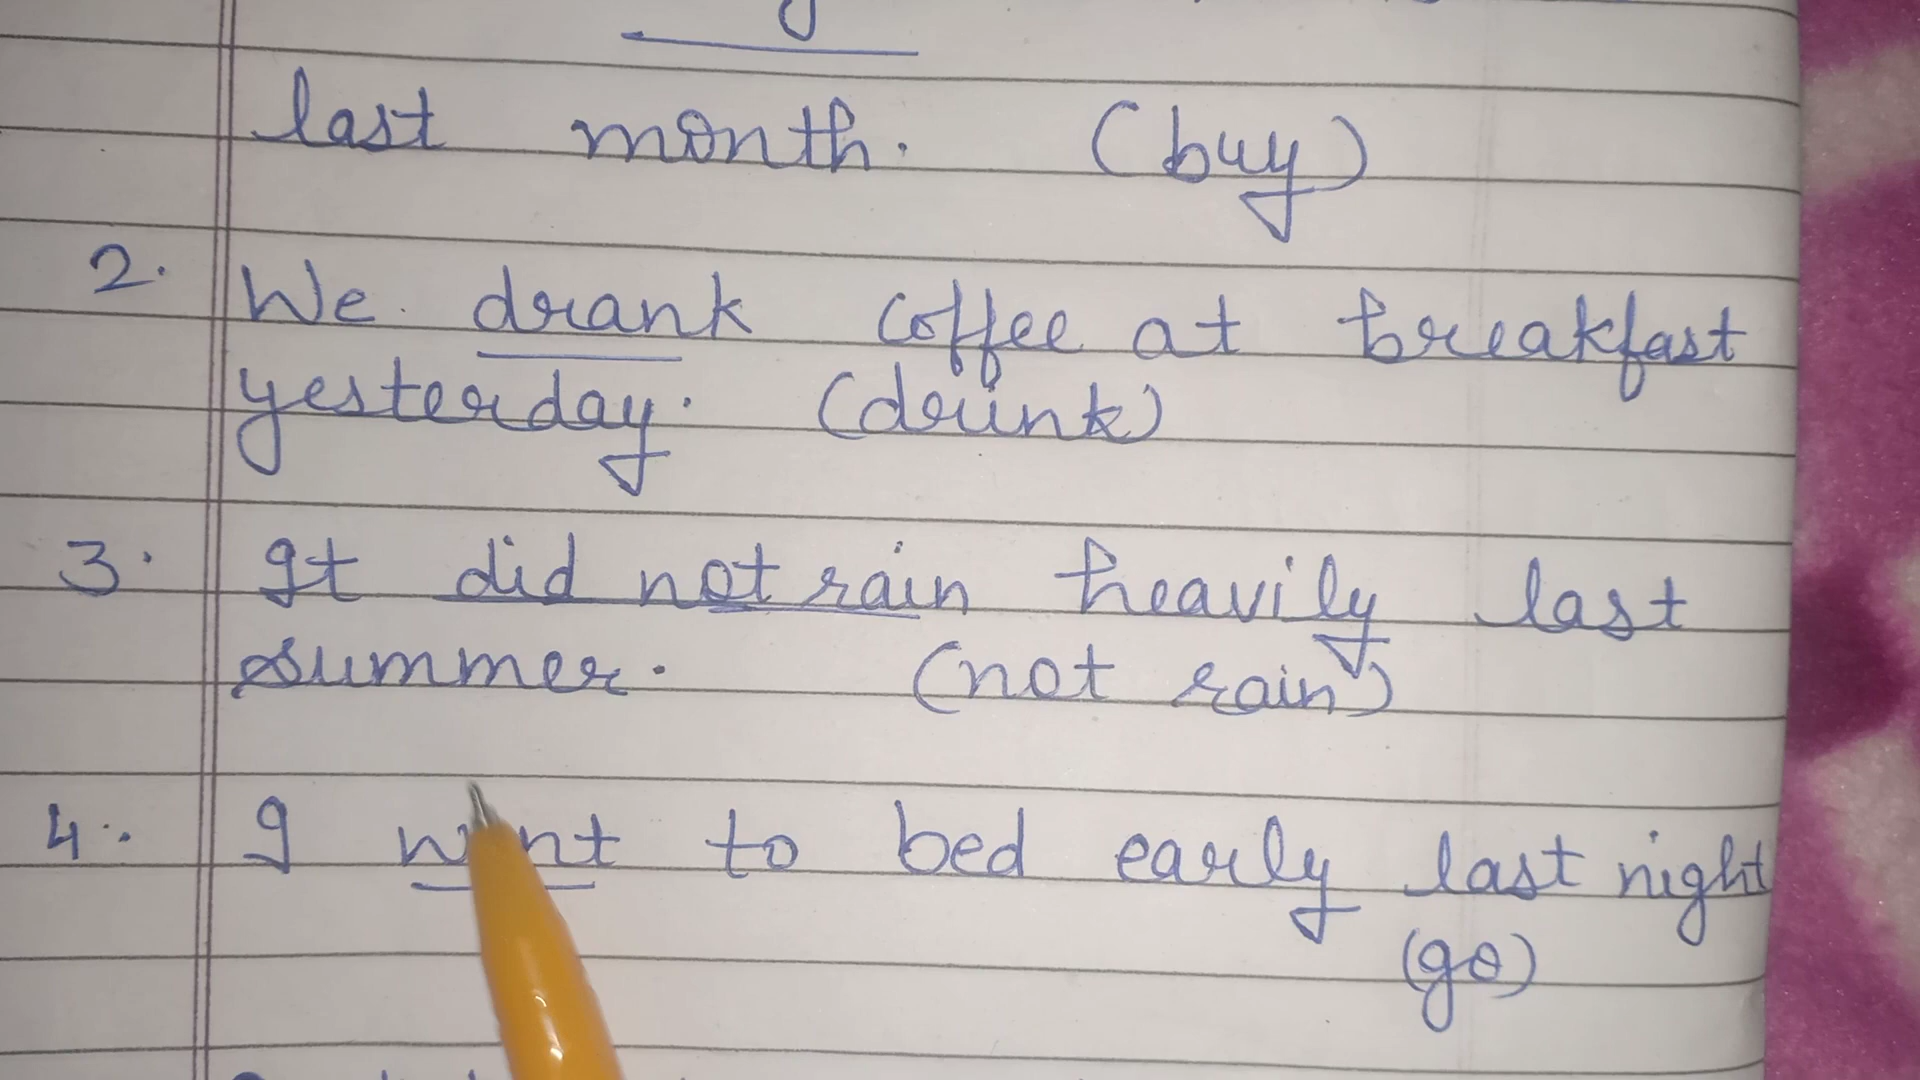 last month. (buy)
2. We drank coffee at breakfast
yesterday. (drink)
3. It did not rain heavily last
summer. (not rain)
4. I went to bed early last night
(go)